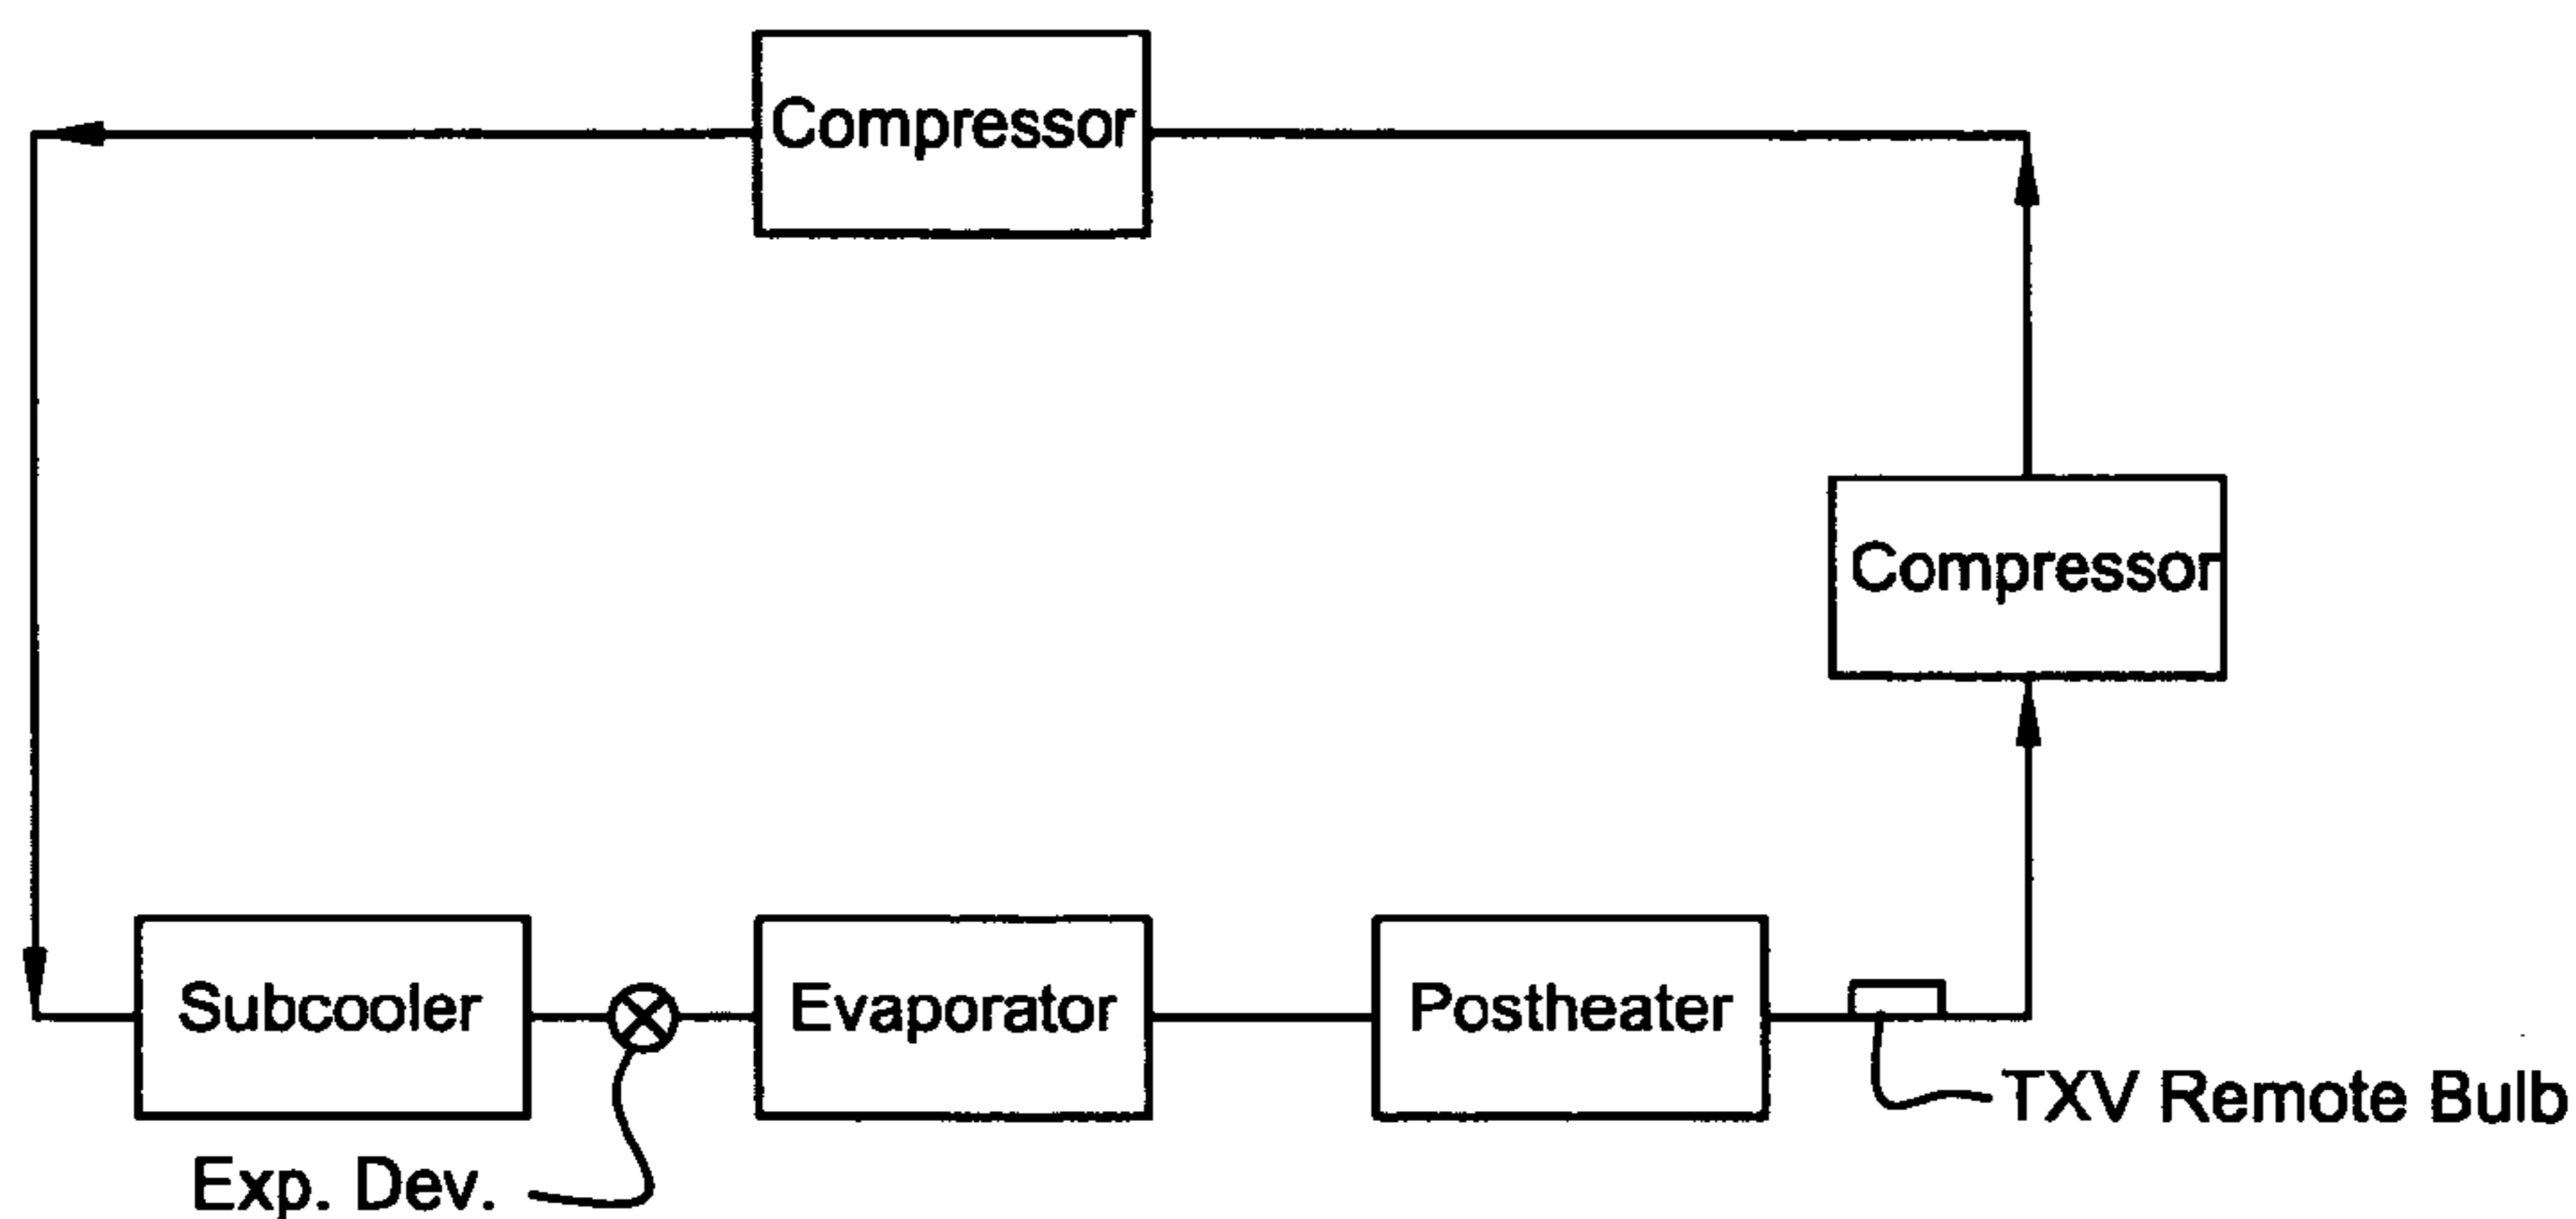 Compressor
Compressor
Subcooler
Evaporator
Postheater
TXV Remote Bulb
Exp. Dev.